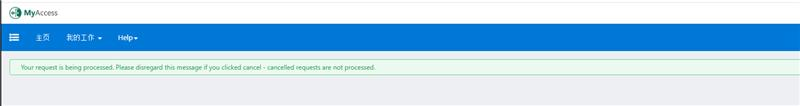 MyAccess
主页 我的工作 Help
Your request is being processed. Please disregard this message if you clicked cancel - cancelled requests are not processed.